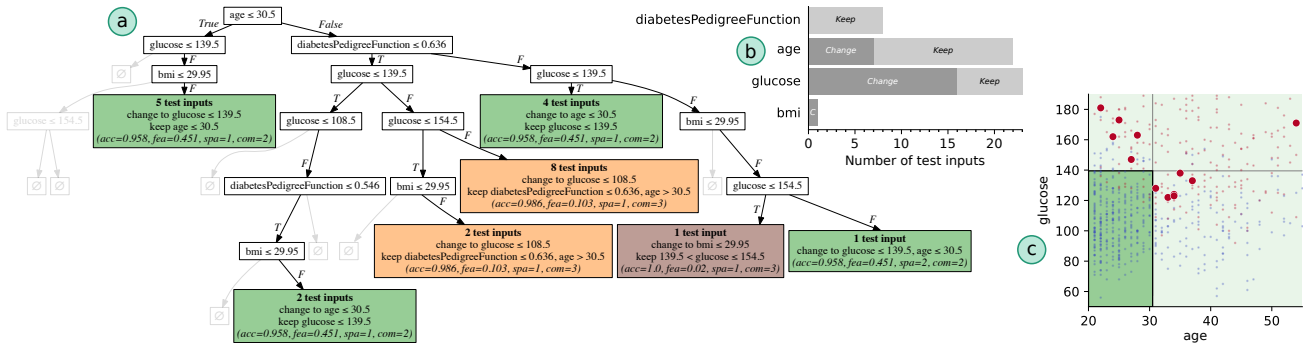 a
age ≤ 30.5
True
False
glucose ≤ 139.5
diabetesPedigreeFunction ≤ 0.636
F
T
F
∅
bmi ≤ 29.95
glucose ≤ 139.5
glucose ≤ 139.5
F
T
F
T
F
glucose ≤ 154.5
5 test inputs
change to glucose ≤ 139.5
keep age ≤ 30.5
(acc=0.958, fea=0.451, spa=1, com=2)
glucose ≤ 108.5
glucose ≤ 154.5
4 test inputs
change to age ≤ 30.5
keep glucose ≤ 139.5
(acc=0.958, fea=0.451, spa=1, com=2)
bmi ≤ 29.95
F
T
F
F
∅
∅
∅
diabetesPedigreeFunction ≤ 0.546
bmi ≤ 29.95
8 test inputs
change to glucose ≤ 108.5
keep diabetesPedigreeFunction ≤ 0.636, age > 30.5
(acc=0.986, fea=0.103, spa=1, com=3)
∅
glucose ≤ 154.5
T
F
T
F
bmi ≤ 29.95
∅
∅
2 test inputs
change to glucose ≤ 108.5
keep diabetesPedigreeFunction ≤ 0.636, age > 30.5
(acc=0.986, fea=0.103, spa=1, com=3)
1 test input
change to bmi ≤ 29.95
keep 139.5 < glucose ≤ 154.5
(acc=1.0, fea=0.02, spa=1, com=3)
1 test input
change to glucose ≤ 139.5, age ≤ 30.5
(acc=0.958, fea=0.451, spa=2, com=2)
F
∅
2 test inputs
change to age ≤ 30.5
keep glucose ≤ 139.5
(acc=0.958, fea=0.451, spa=1, com=2)
b
diabetesPedigreeFunction
Keep
age
Change
Keep
glucose
Change
Keep
bmi
C
0
5
10
15
20
Number of test inputs
c
glucose
180
160
140
120
100
80
60
20
30
40
50
age